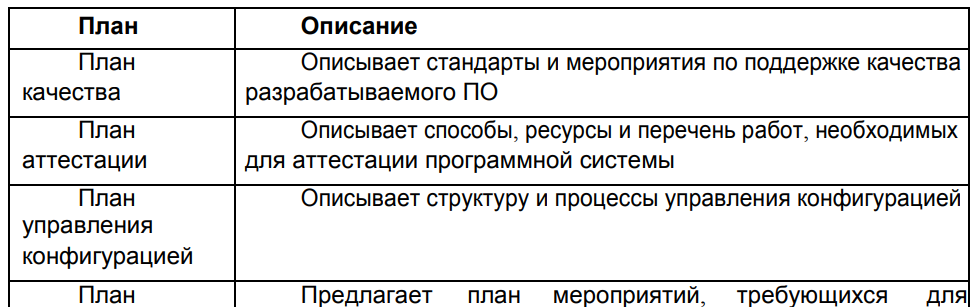 План Описание
План Описывает стандарты и мероприятия по поддержке качества
качества разрабатываемого ПО
План Описывает способы, ресурсы и перечень работ, необходимых
аттестации для аттестации программной системы
План Описывает структуру и процессы управления конфигурацией
управления
конфигурацией
План Предлагает план мероприятий, требующихся для